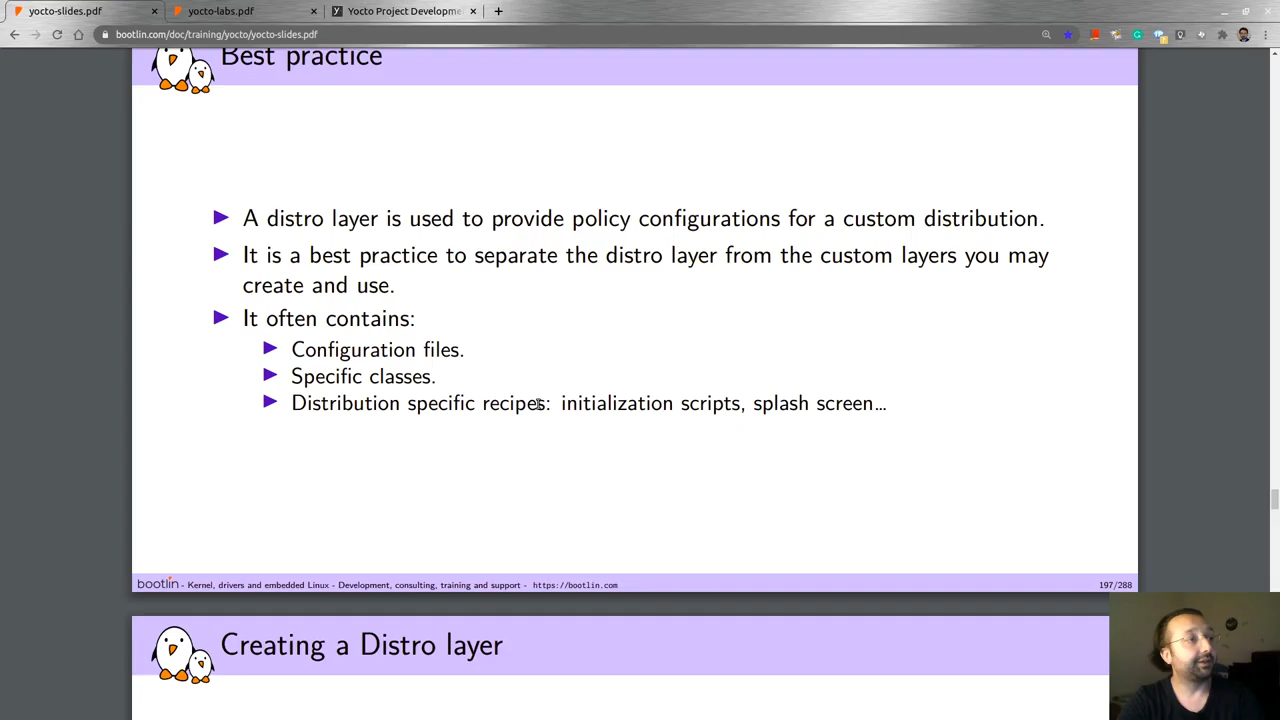 yocto-slides.pdf
yocto-labs.pdf
Yocto Project Developme
bootlin.com/doc/training/yocto/yocto-slides.pdf
Best practice
A distro layer is used to provide policy configurations for a custom distribution.
It is a best practice to separate the distro layer from the custom layers you may
create and use.
It often contains:
Configuration files.
Specific classes.
Distribution specific recipes: initialization scripts, splash screen...
bootlin - Kernel, drivers and embedded Linux - Development, consulting, training and support - https://bootlin.com
197/288
Creating a Distro layer